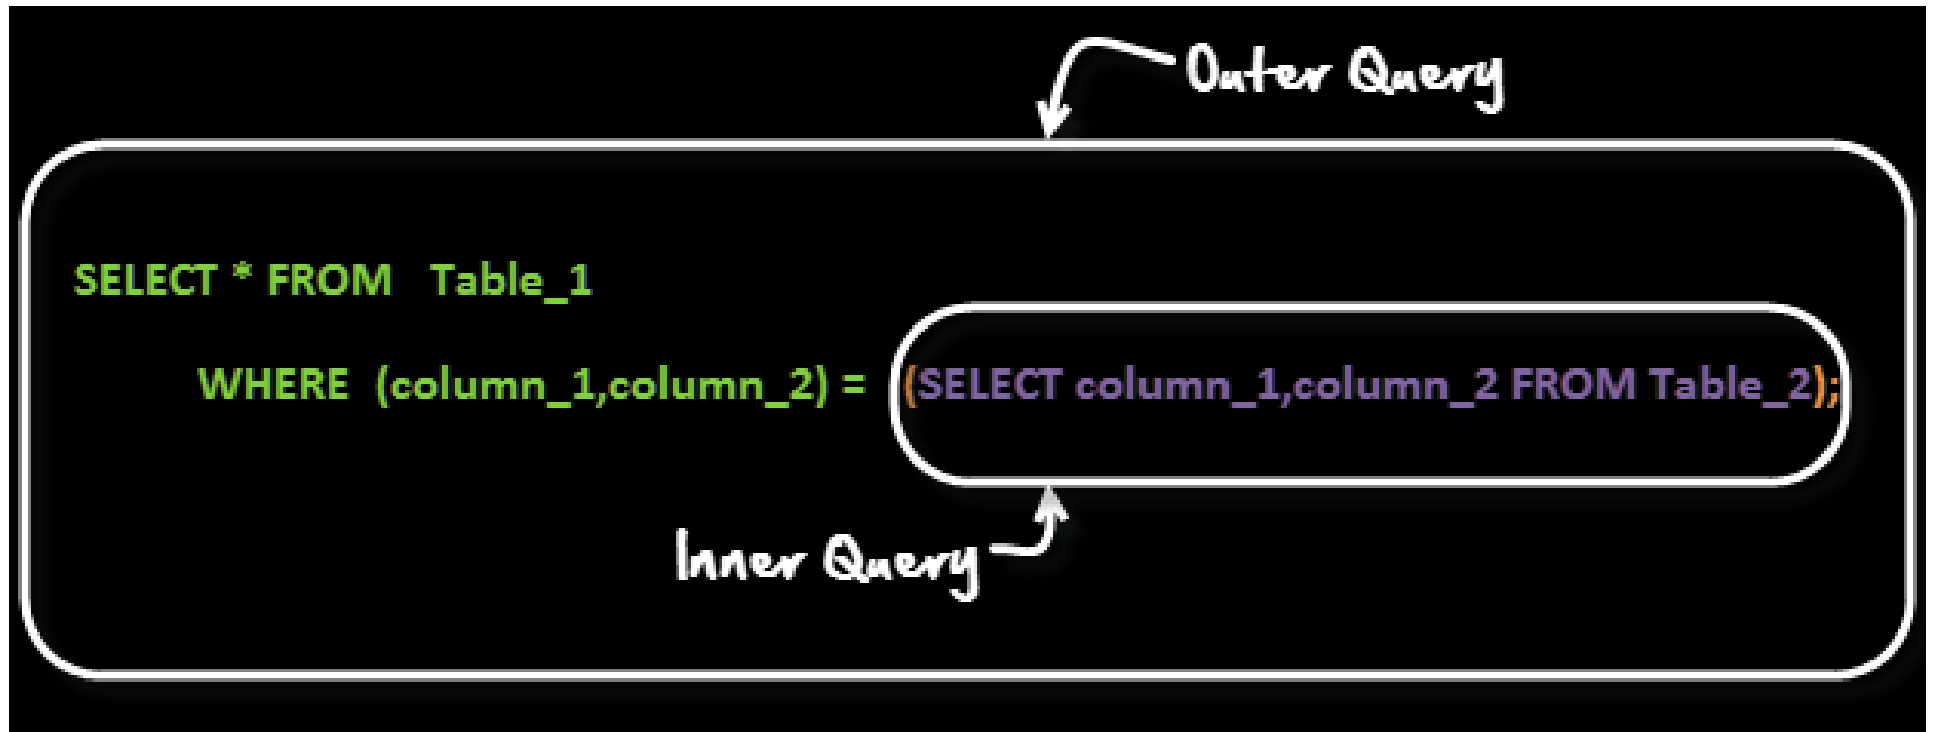 Outer Query
SELECT * FROM Table_1
WHERE (column_1,column_2) = (SELECT column_1,column_2 FROM Table_2);
Inner Query